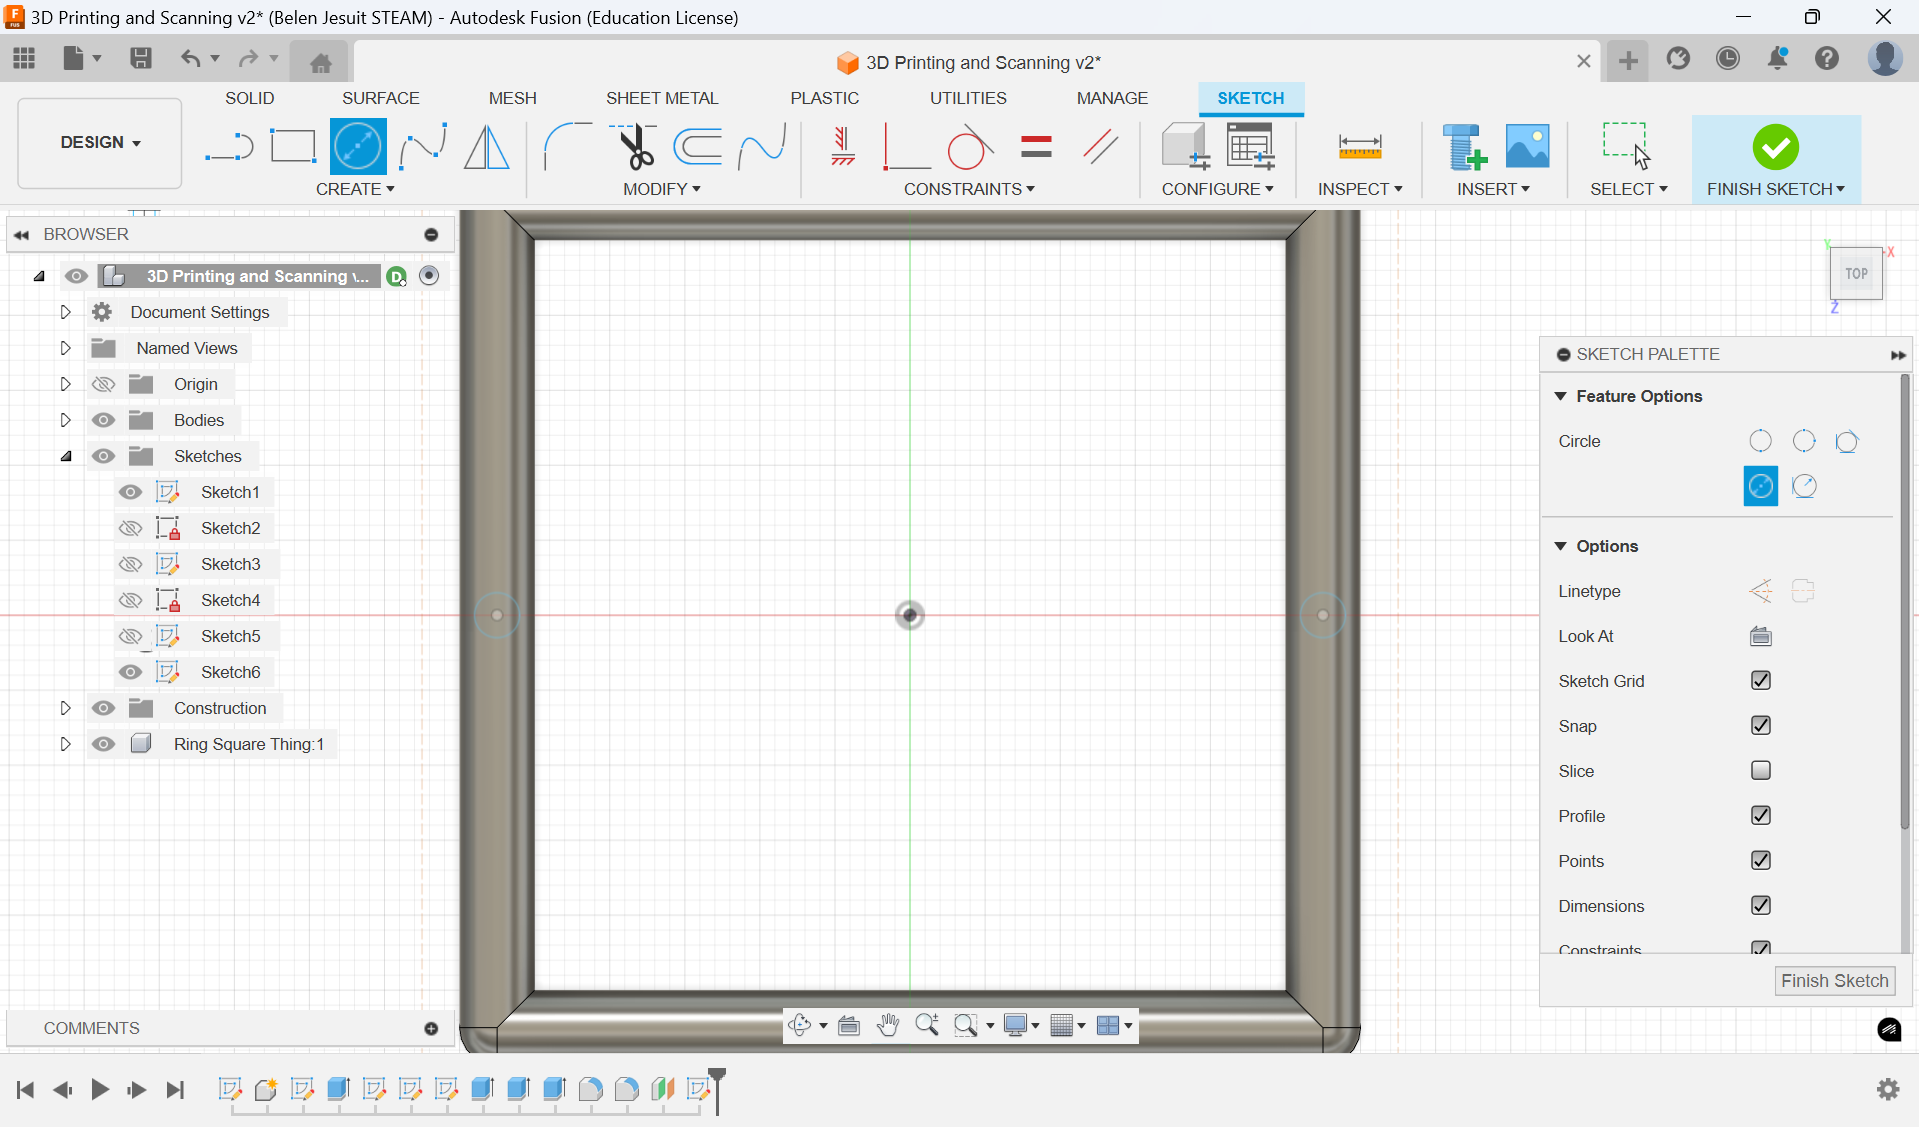 3D Printing and Scanning v2* (Belen Jesuit STEAM) - Autodesk Fusion (Education License)
3D Printing and Scanning v2*
SOLID SURFACE MESH SHEET METAL PLASTIC UTILITIES MANAGE SKETCH
DESIGN
CREATE MODIFY CONSTRAINTS CONFIGURE INSPECT INSERT SELECT FINISH SKETCH
BROWSER
3D Printing and Scanning v... D
Document Settings
Named Views
Origin
Bodies
Sketches
Sketch1
Sketch2
Sketch3
Sketch4
Sketch5
Sketch6
Construction
Ring Square Thing:1
Y
X
TOP
Z
SKETCH PALETTE
Feature Options
Circle
Options
Linetype
Look At
Sketch Grid
Snap
Slice
Profile
Points
Dimensions
Constraints
Finish Sketch
COMMENTS